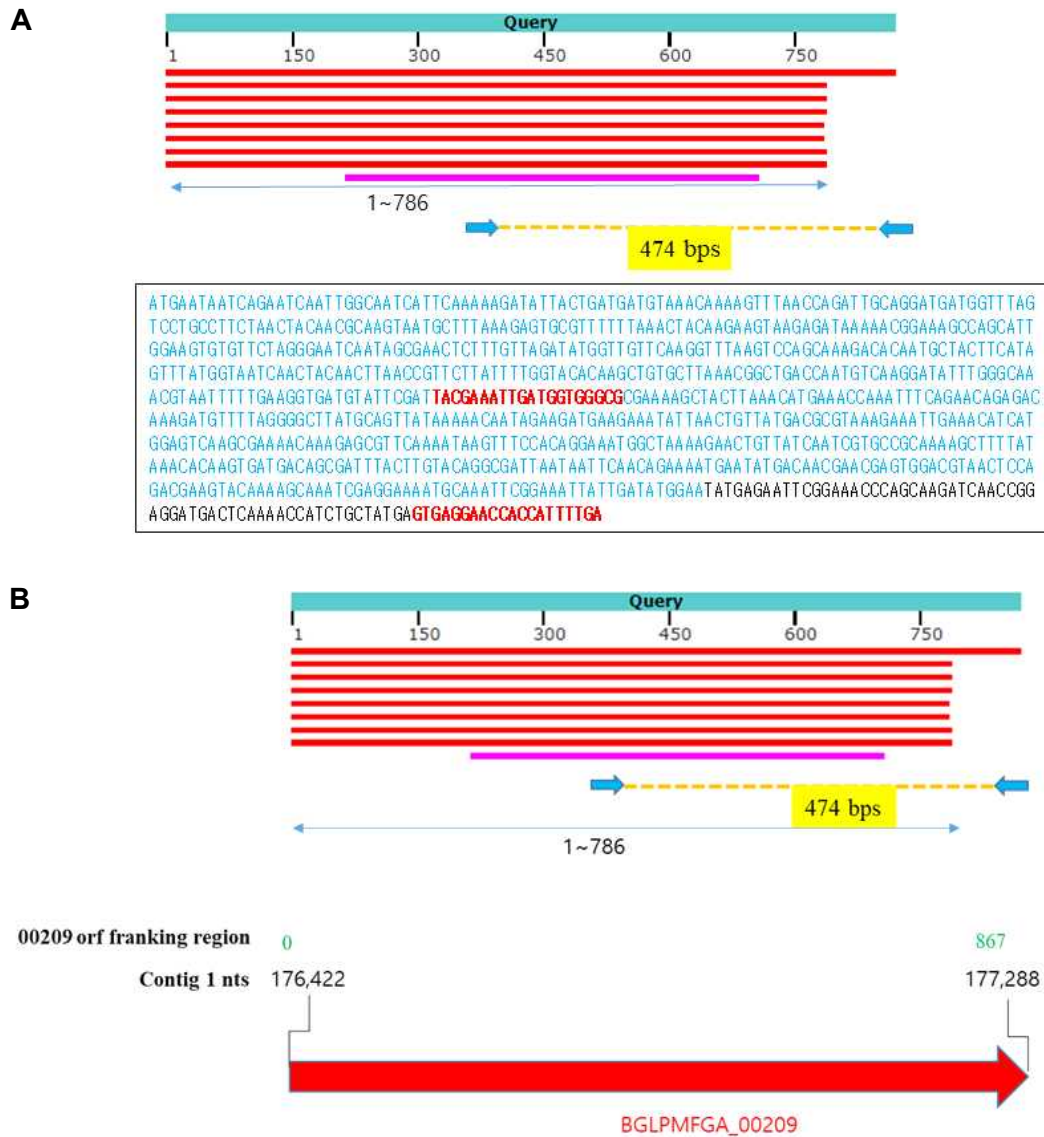 A
Query
1 150 300 450 600 750
1~786
474 bps
ATGAATAATCAGAATCAATTGGCAATCATTCAAAAAGATATTACTGATGATGTAAACAAAAGTTTAACCAGATTGCAGGATGATGGTTTAG
TCCTGCCTTCTAACTACAACGCAAGTAATGCTTTAAAGAGTGCGTTTTTTAAACTACAAGAAGTAAGAGATAAAAACGGAAAGCCAGCATT
GGAAGTGTGTTCTAGGGAATCAATAGCGAACTCTTTGTTAGATATGGTTGTTCAAGGTTTAAGTCCAGCAAAGACACAATGCTACTTCATA
GTTTATGGTAATCAACTACAACTTAACCGTTCTTATTTTGGTACACAAGCTGTGCTTAAACGGCTGACCAATGTCAAGGATATTTGGGCAA
ACGTAATTTTTGAAGGTGATGTATTCGATTACGAAATTGATGGTGGGCGCGAAAAGCTACTTAAACATGAAACCAAATTTCAGAACAGAGAC
AAAGATGTTTTAGGGGCTTATGCAGTTATAAAAACAATAGAAGATGAAGAAATATTAACTGTTATGACGCGTAAAGAAATTGAAACATCAT
GGAGTCAAGCGAAAACAAAGAGCGTTCAAAATAAGTTTCCACAGGAAATGGCTAAAAGAACTGTTATCAATCGTGCCGCAAAAGCTTTTAT
AAACACAAGTGATGACAGCGATTTACTTGTACAGGCGATTAATAATTCAACAGAAAATGAATATGACAACGAACGAGTGGACGTAACTCCA
GACGAAGTACAAAAGCAAATCGAGGAAAATGCAAATTCGGAAATTATTGATATGGAATATGAGAATTCGGAAACCCAGCAAGATCAACCGG
AGGATGACTCAAAACCATCTGCTATGAGTGAGGAACCACCATTTTGA
B
Query
1 150 300 450 600 750
474 bps
1~786
00209 orf franking region 0 867
Contig 1 nts 176,422 177,288
BGLPMFGA_00209